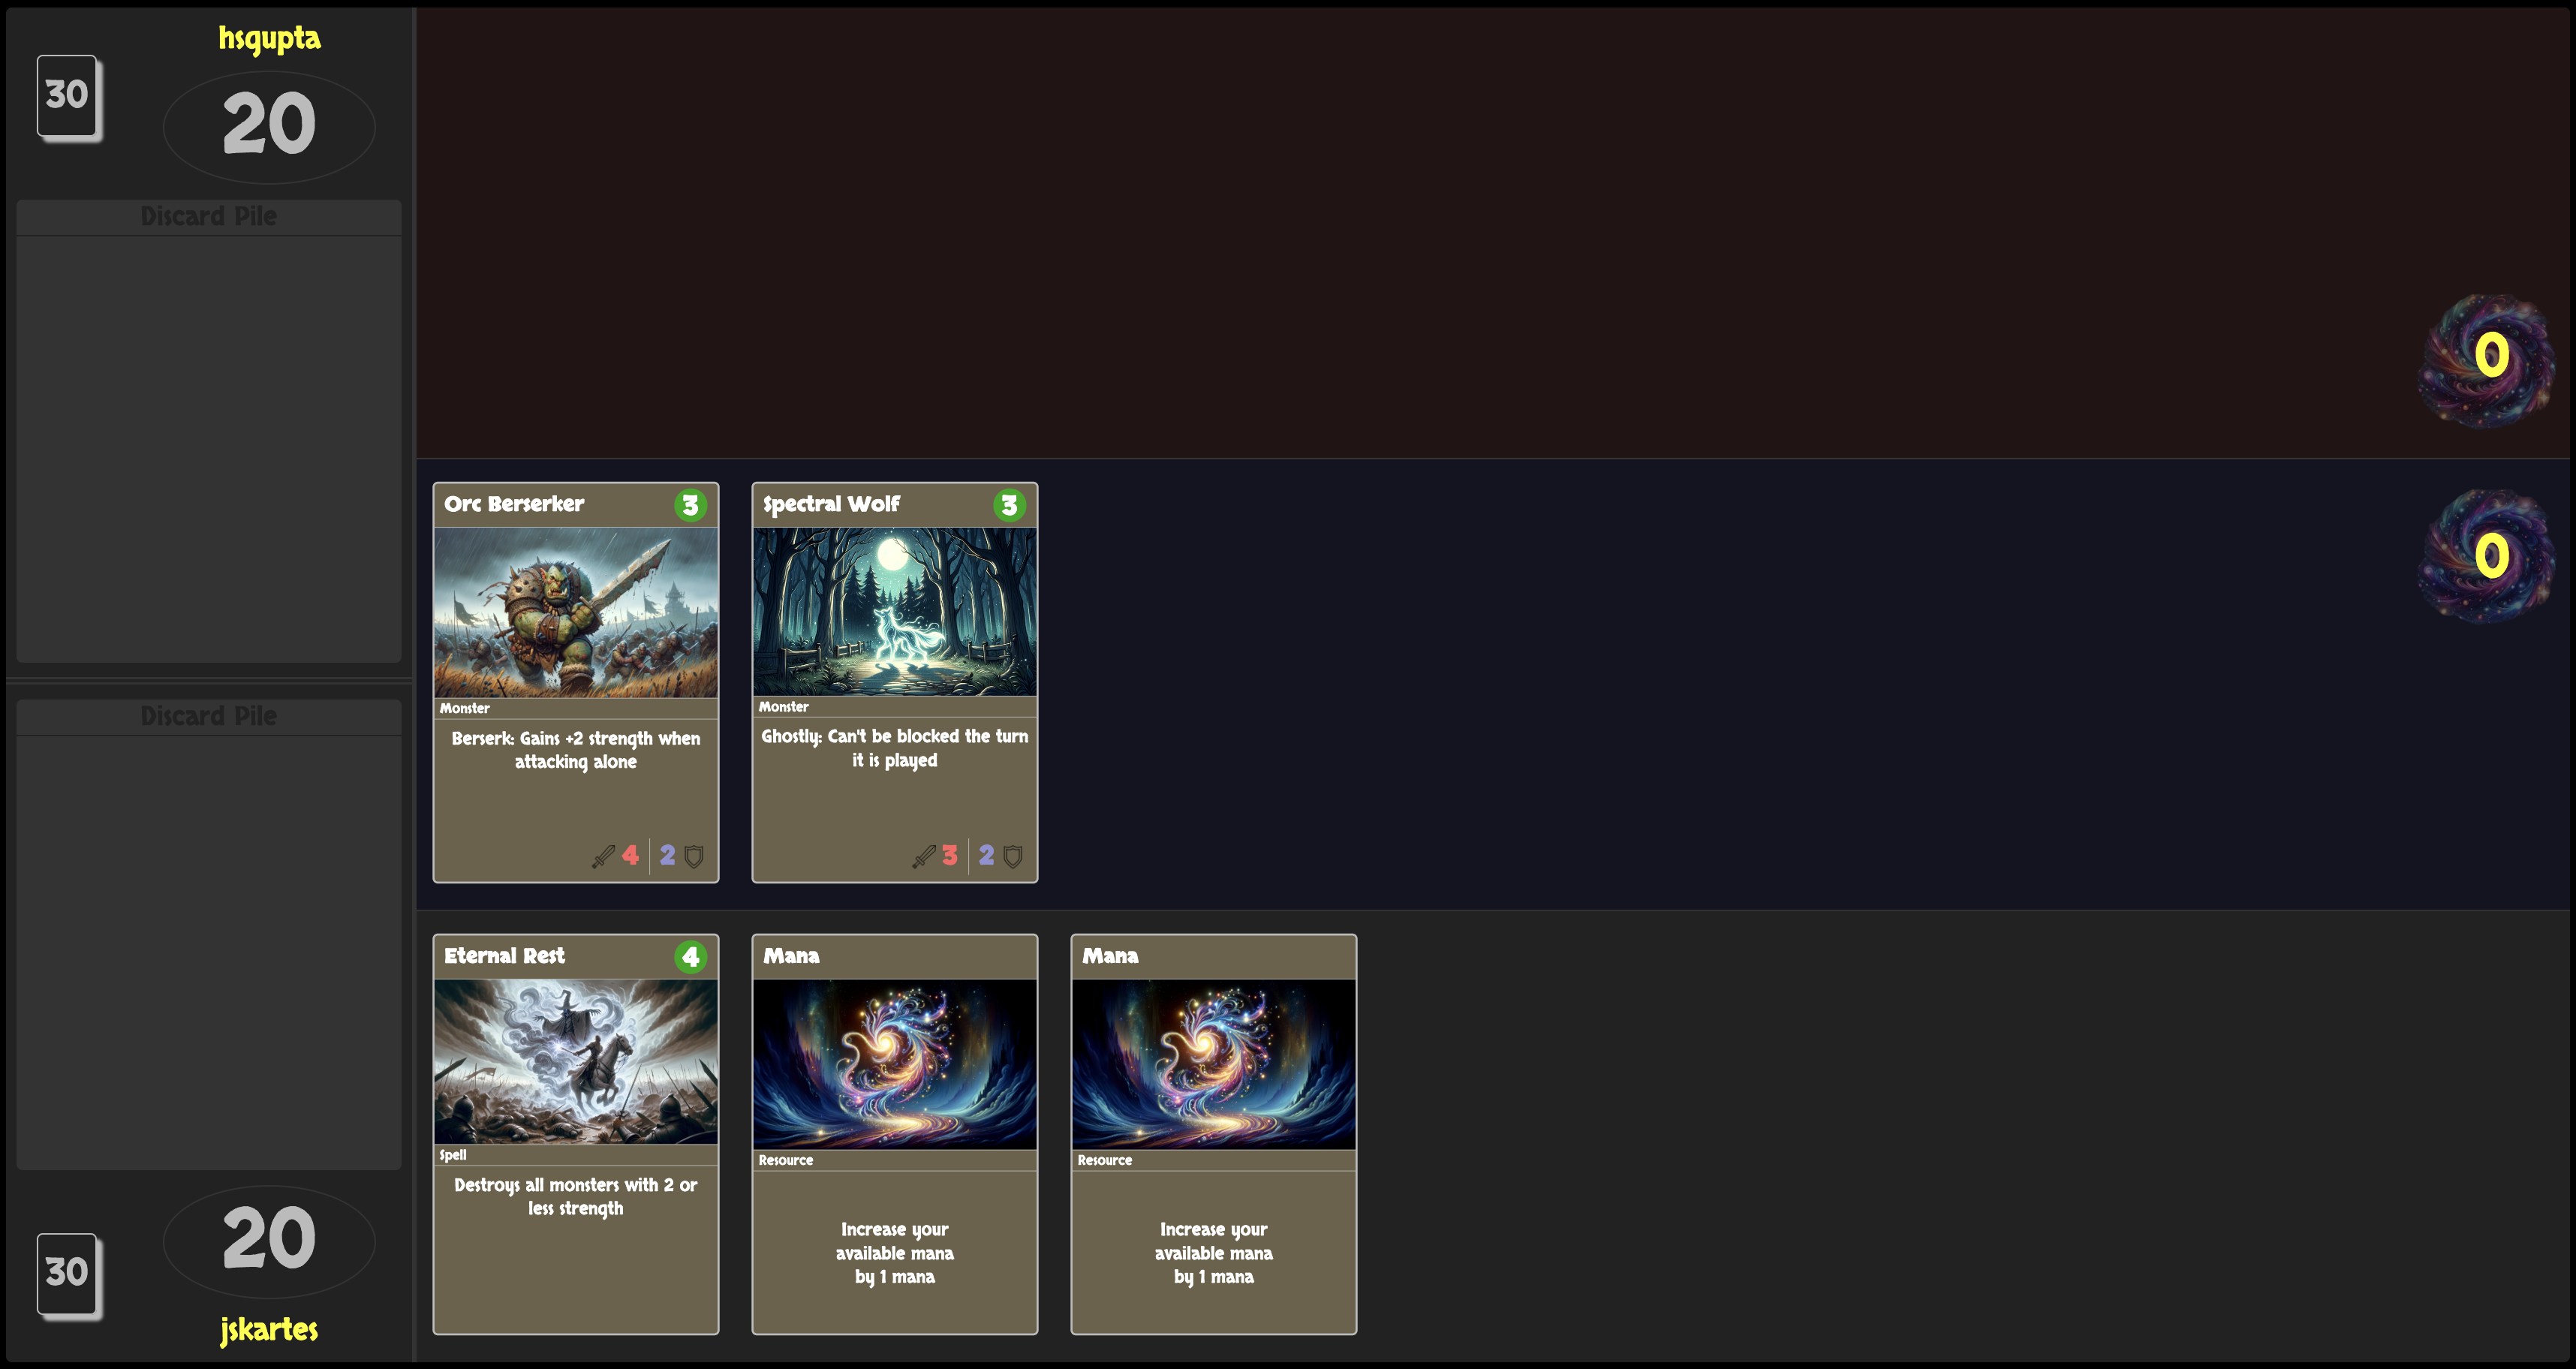 hsgupta
30
20
Discard Pile
0
Orc Berserker 3
Monster
Berserk: Gains +2 strength when
attacking alone
4 2
Spectral Wolf 3
Monster
Ghostly: Can't be blocked the turn
it is played
3 2
0
Discard Pile
Eternal Rest 4
Spell
Destroys all monsters with 2 or
less strength
Mana
Resource
Increase your
available mana
by 1 mana
Mana
Resource
Increase your
available mana
by 1 mana
20
30
jskartes